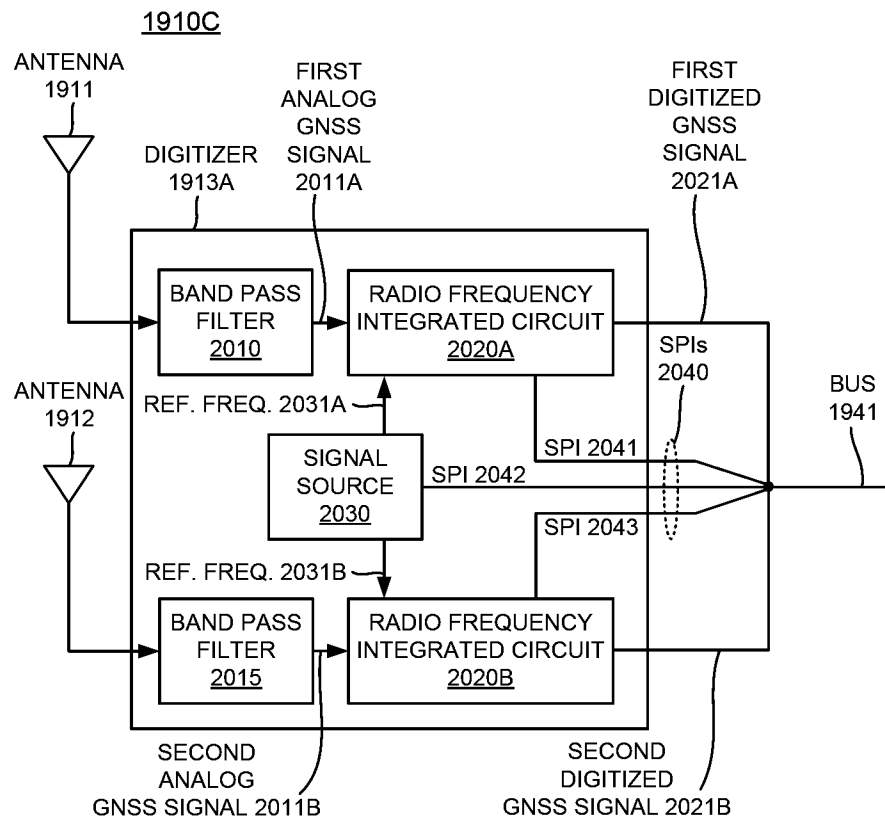 1910C
ANTENNA
1911
FIRST
ANALOG
GNSS
SIGNAL
2011A
FIRST
DIGITIZED
GNSS
SIGNAL
2021A
DIGITIZER
1913A
BAND PASS
FILTER
2010
RADIO FREQUENCY
INTEGRATED CIRCUIT
2020A
SPIs
2040
ANTENNA
1912
REF. FREQ. 2031A
BUS
1941
SIGNAL
SOURCE
2030
SPI 2041
SPI 2042
SPI 2043
REF. FREQ. 2031B
BAND PASS
FILTER
2015
RADIO FREQUENCY
INTEGRATED CIRCUIT
2020B
SECOND
ANALOG
GNSS SIGNAL 2011B
SECOND
DIGITIZED
GNSS SIGNAL 2021B